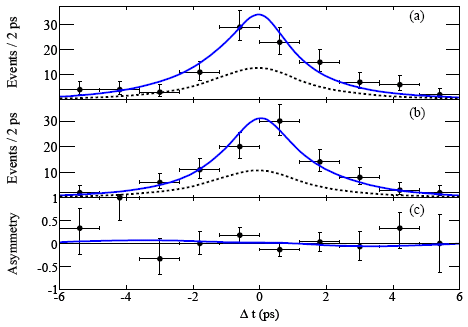 (a)
Events / 2 ps
30
20
10
(b)
Events / 2 ps
30
20
10
(c)
Asymmetry
1
0.5
0
-0.5
-1
-6 -4 -2 0 2 4 6
Δ t (ps)